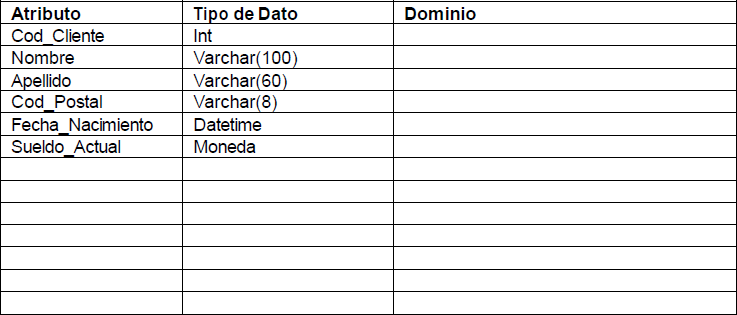 Atributo Tipo de Dato Dominio
Cod_Cliente Int
Nombre Varchar(100)
Apellido Varchar(60)
Cod_Postal Varchar(8)
Fecha_Nacimiento Datetime
Sueldo_Actual Moneda